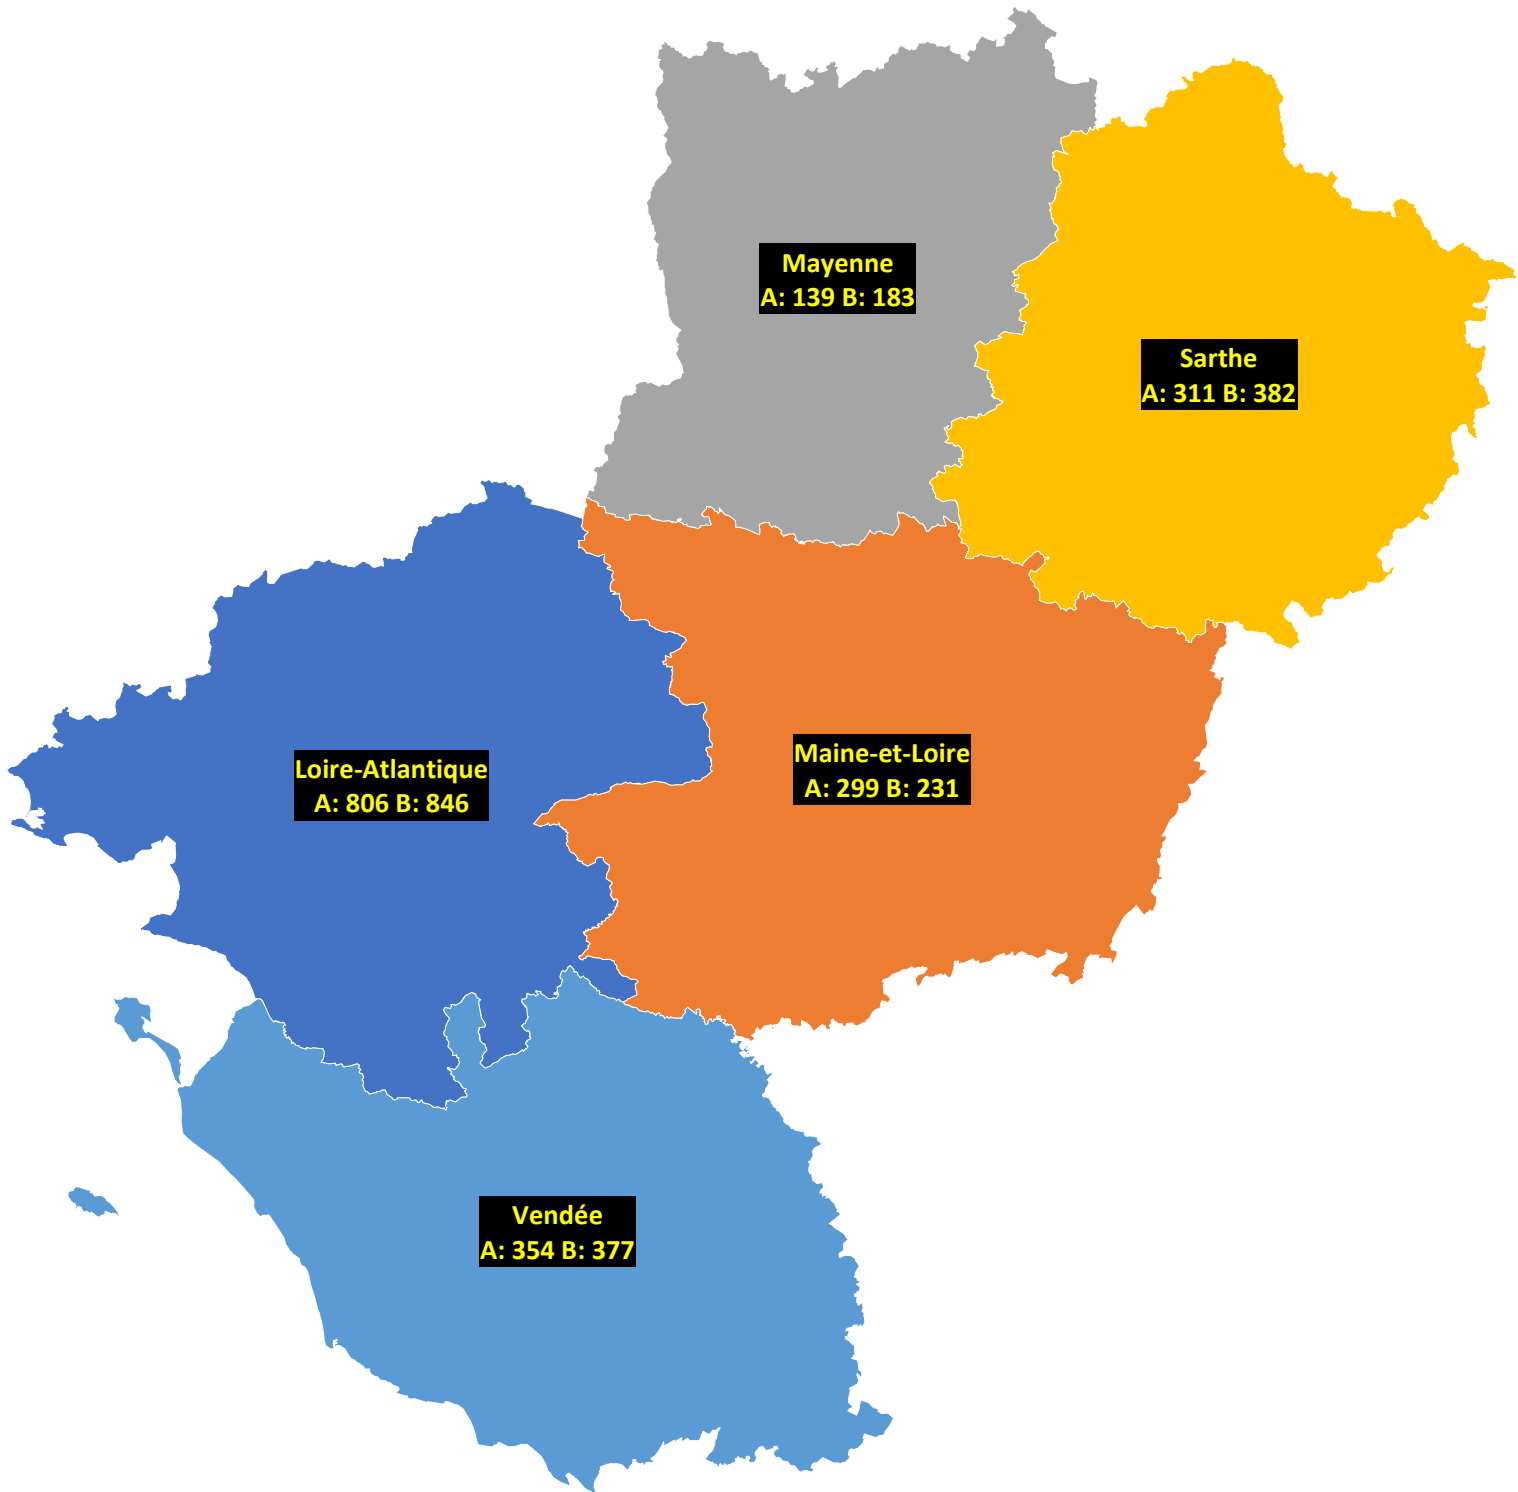 Mayenne
A: 139 B: 183
Sarthe
A: 311 B: 382
Maine-et-Loire
A: 299 B: 231
Loire-Atlantique
A: 806 B: 846
Vendée
A: 354 B: 377